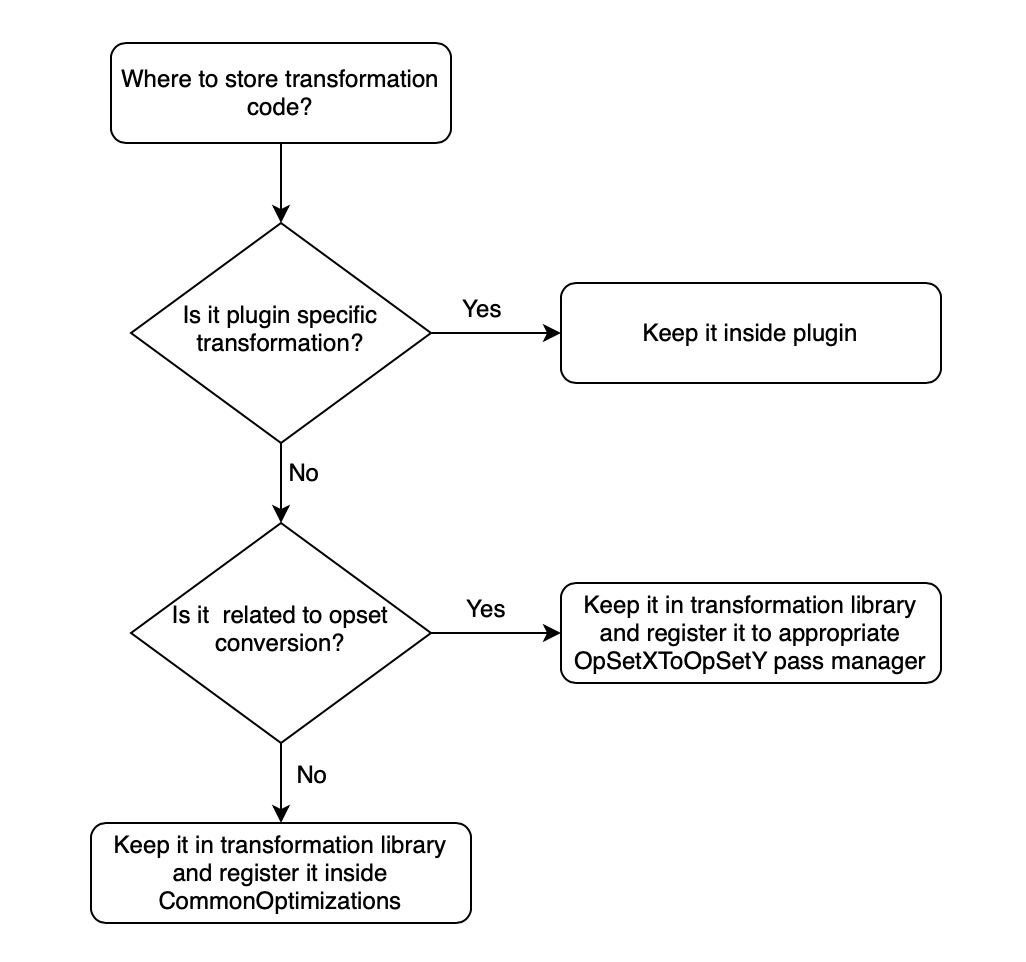 Where to store transformation
code?
Is it plugin specific
transformation?
Yes
Keep it inside plugin
No
Is it  related to opset
conversion?
Yes
Keep it in transformation library
and register it to appropriate
OpSetXToOpSetY pass manager
No
Keep it in transformation library
and register it inside
CommonOptimizations